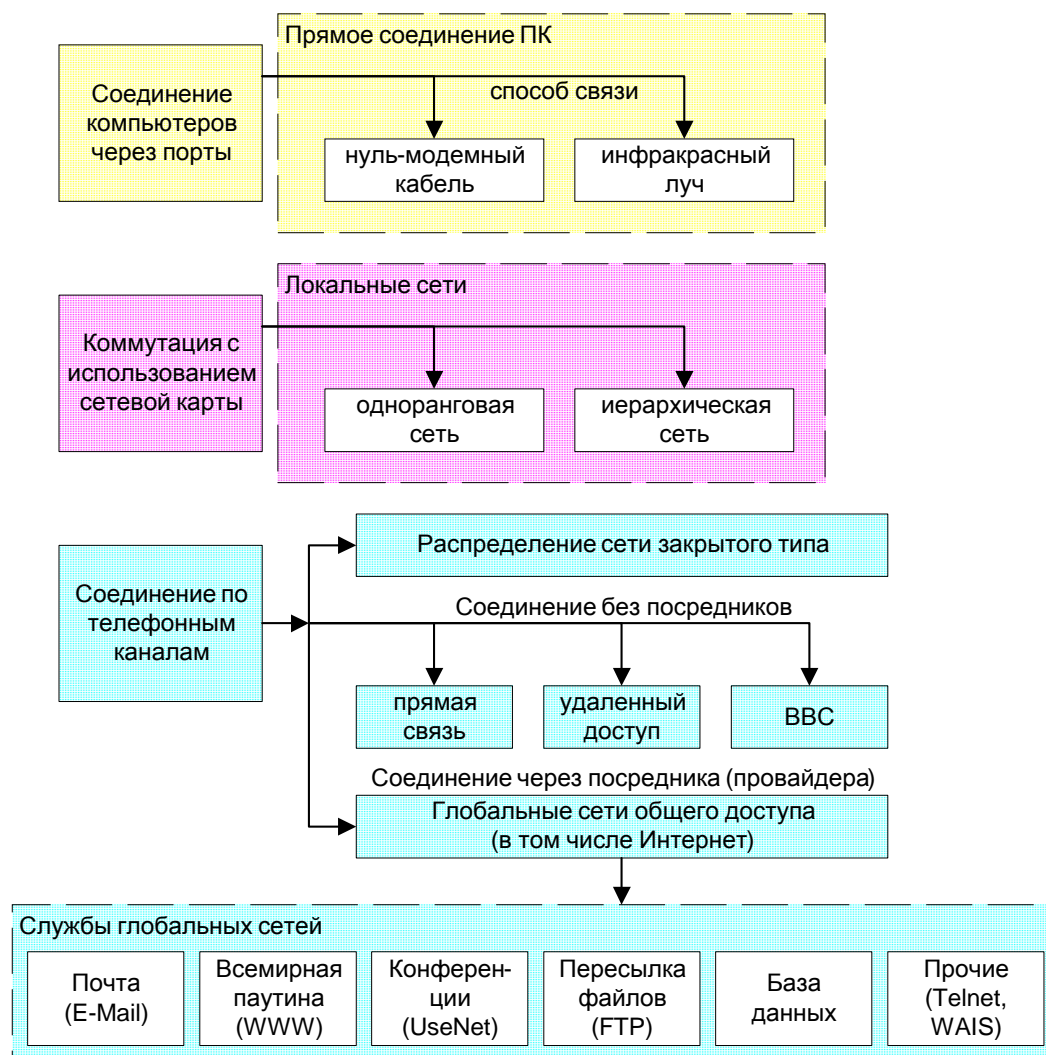 Прямое соединение ПК
Соединение
компьютеров
через порты
способ связи
нуль-модемный
кабель
инфракрасный
луч
Локальные сети
Коммутация с
использованием
сетевой карты
одноранговая
сеть
иерархическая
сеть
Соединение по
телефонным
каналам
Распределение сети закрытого типа
Соединение без посредников
прямая
связь
удаленный
доступ
ВВС
Соединение через посредника (провайдера)
Глобальные сети общего доступа
(в том числе Интернет)
Службы глобальных сетей
Почта
(E-Mail)
Всемирная
паутина
(WWW)
Конферен-
ции
(UseNet)
Пересылка
файлов
(FTP)
База
данных
Прочие
(Telnet,
WAIS)